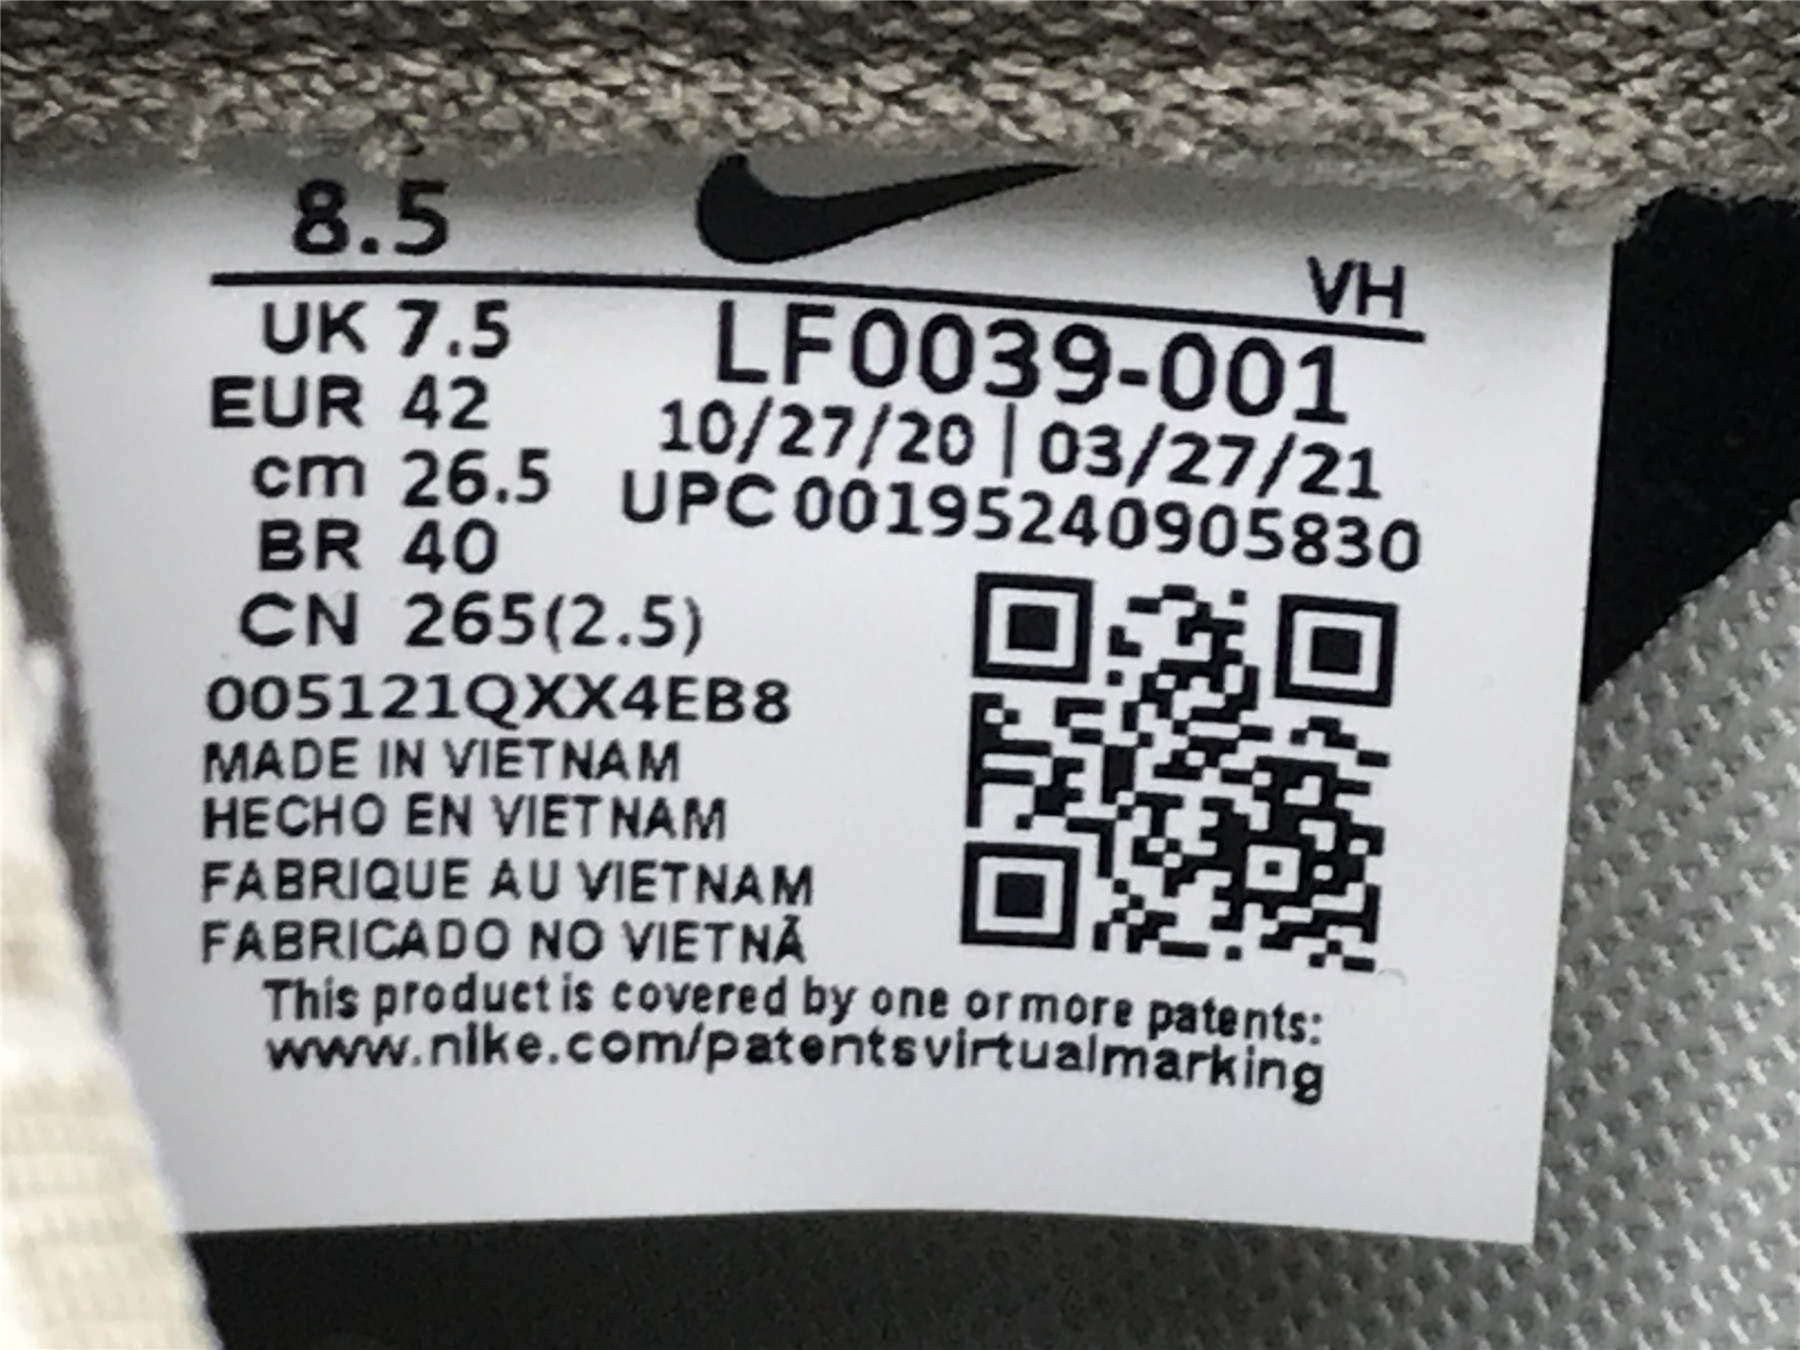 8.5
VH
UK 7.5
EUR 42
cm 26.5
BR 40
CN 265(2.5)
LF0039-001
10/27/20 | 03/27/21
UPC 00195240905830
005121QXX4EB8
MADE IN VIETNAM
HECHO EN VIETNAM
FABRIQUE AU VIETNAM
FABRICADO NO VIETNÃ
This product is covered by one or more patents:
www.nike.com/patentsvirtualmarking